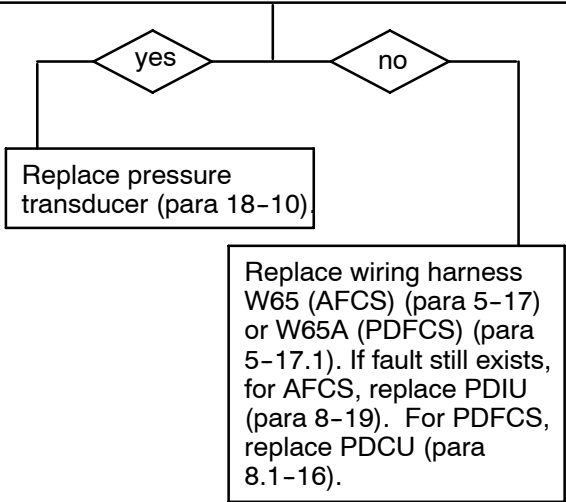 yes
no
Replace pressure
transducer (para 18-10).
Replace wiring harness
W65 (AFCS) (para 5-17)
or W65A (PDFCS) (para
5-17.1). If fault still exists,
for AFCS, replace PDIU
(para 8-19). For PDFCS,
replace PDCU (para
8.1-16).